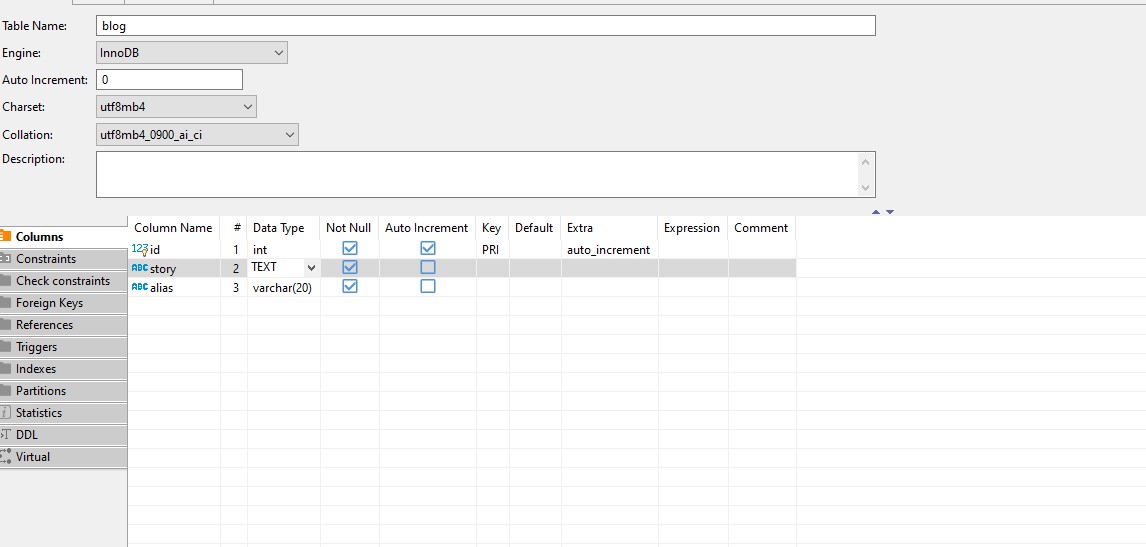 Table Name: blog
Engine: InnoDB
Auto Increment: 0
Charset: utf8mb4
Collation: utf8mb4_0900_ai_ci
Description:
Columns
Constraints
Check constraints
Foreign Keys
References
Triggers
Indexes
Partitions
Statistics
DDL
Virtual
Column Name # Data Type Not Null Auto Increment Key Default Extra Expression Comment
123 id 1 int PRI auto_increment
ABC story 2 TEXT
ABC alias 3 varchar(20)